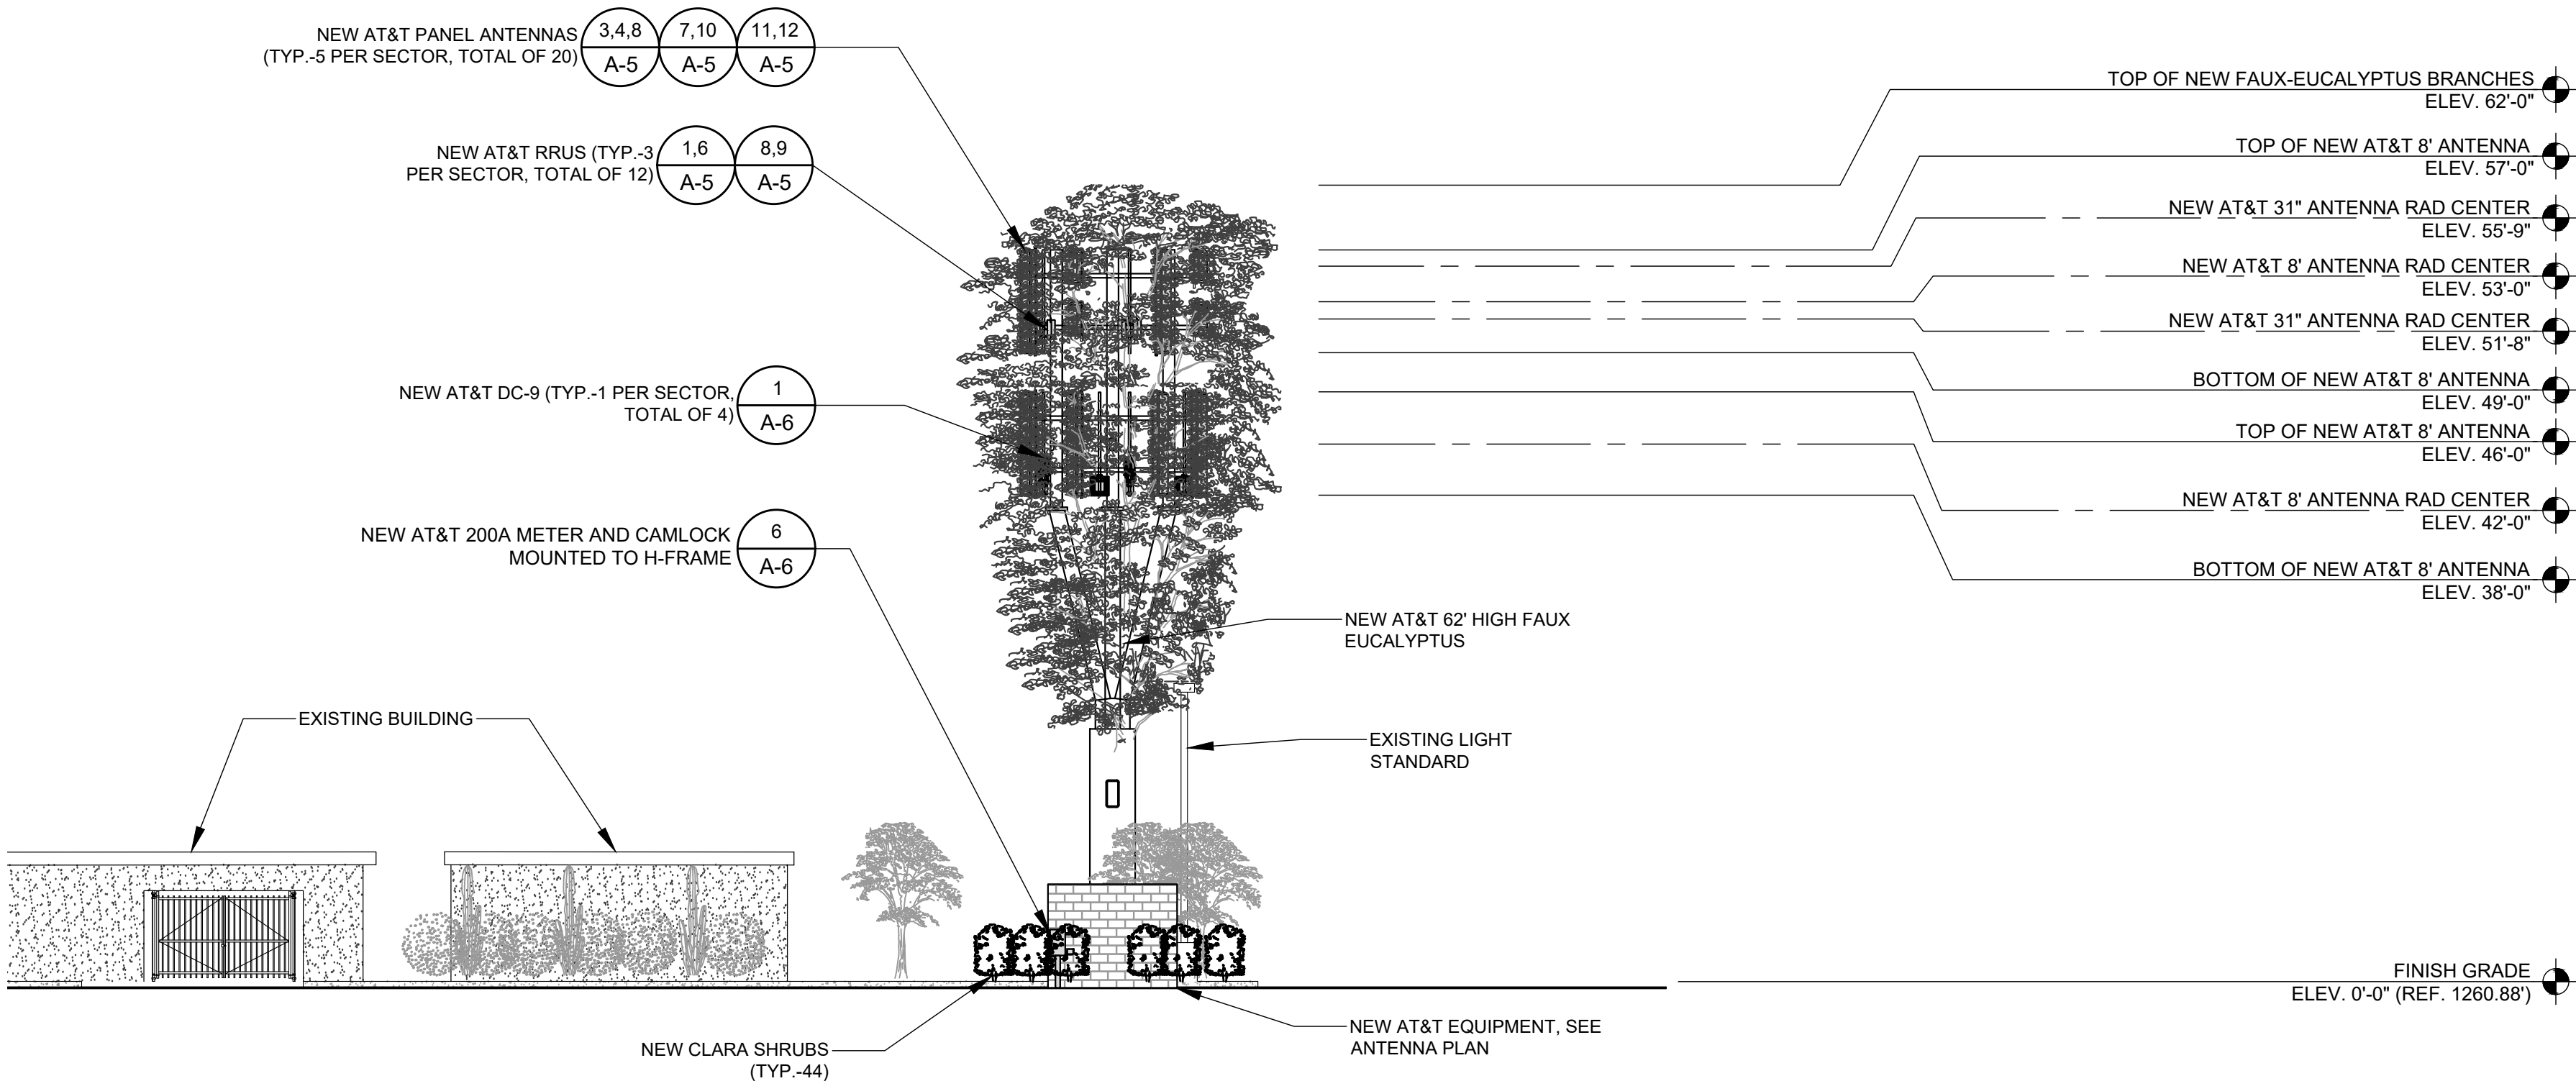 NEW AT&T PANEL ANTENNAS
(TYP.-5 PER SECTOR, TOTAL OF 20)
3,4,8
A-5
7,10
A-5
11,12
A-5
NEW AT&T RRUS (TYP.-3
PER SECTOR, TOTAL OF 12)
1,6
A-5
8,9
A-5
NEW AT&T DC-9 (TYP.-1 PER SECTOR,
TOTAL OF 4)
1
A-6
NEW AT&T 200A METER AND CAMLOCK
MOUNTED TO H-FRAME
6
A-6
EXISTING BUILDING
NEW CLARA SHRUBS
(TYP.-44)
NEW AT&T 62' HIGH FAUX
EUCALYPTUS
EXISTING LIGHT
STANDARD
NEW AT&T EQUIPMENT, SEE
ANTENNA PLAN
TOP OF NEW FAUX-EUCALYPTUS BRANCHES
ELEV. 62'-0"
TOP OF NEW AT&T 8' ANTENNA
ELEV. 57'-0"
NEW AT&T 31" ANTENNA RAD CENTER
ELEV. 55'-9"
NEW AT&T 8' ANTENNA RAD CENTER
ELEV. 53'-0"
NEW AT&T 31" ANTENNA RAD CENTER
ELEV. 51'-8"
BOTTOM OF NEW AT&T 8' ANTENNA
ELEV. 49'-0"
TOP OF NEW AT&T 8' ANTENNA
ELEV. 46'-0"
NEW AT&T 8' ANTENNA RAD CENTER
ELEV. 42'-0"
BOTTOM OF NEW AT&T 8' ANTENNA
ELEV. 38'-0"
FINISH GRADE
ELEV. 0'-0" (REF. 1260.88')